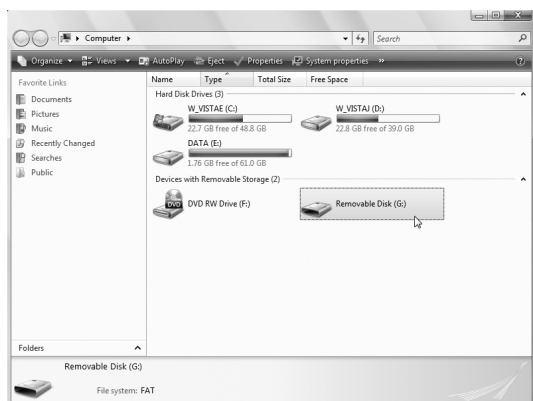 Computer
Search
Organize Views AutoPlay Eject Properties System properties »
Favorite Links
Documents
Pictures
Music
Recently Changed
Searches
Public
Folders
Name Type Total Size Free Space
Hard Disk Drives (3)
W_VISTAE (C:)
22.7 GB free of 48.8 GB
W_VISTAJ (D:)
22.8 GB free of 39.0 GB
DATA (E:)
1.76 GB free of 61.0 GB
Devices with Removable Storage (2)
DVD RW Drive (F:)
DVD
Removable Disk (G:)
Removable Disk (G:)
File system: FAT